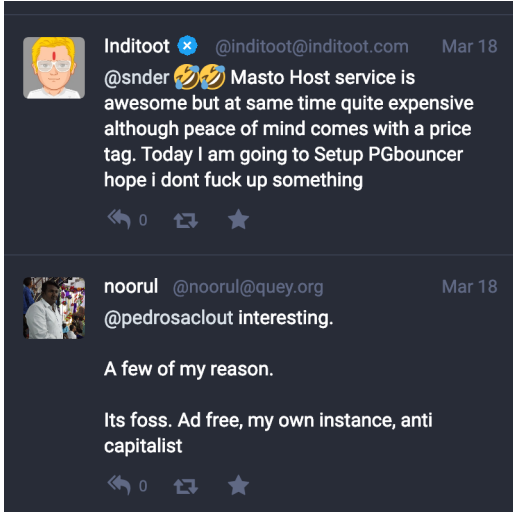 Inditoot @inditoot@inditoot.com Mar 18
@snder 🤣🤣 Masto Host service is
awesome but at same time quite expensive
although peace of mind comes with a price
tag. Today I am going to Setup PGbouncer
hope i dont fuck up something
0
noorul @noorul@quey.org Mar 18
@pedrosaclout interesting.
A few of my reason.
Its foss. Ad free, my own instance, anti
capitalist
0